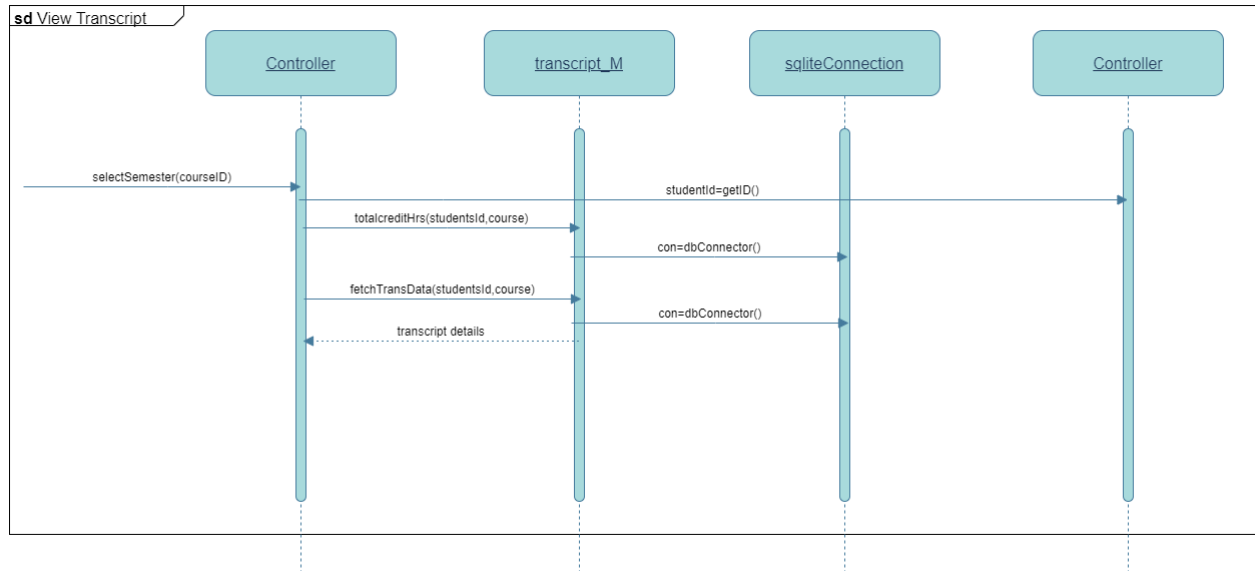 sd View Transcript
Controller
transcript_M
sqliteConnection
Controller
selectSemester(courseID)
studentId=getID()
totalcreditHrs(studentsId,course)
con=dbConnector()
fetchTransData(studentsId,course)
con=dbConnector()
transcript details